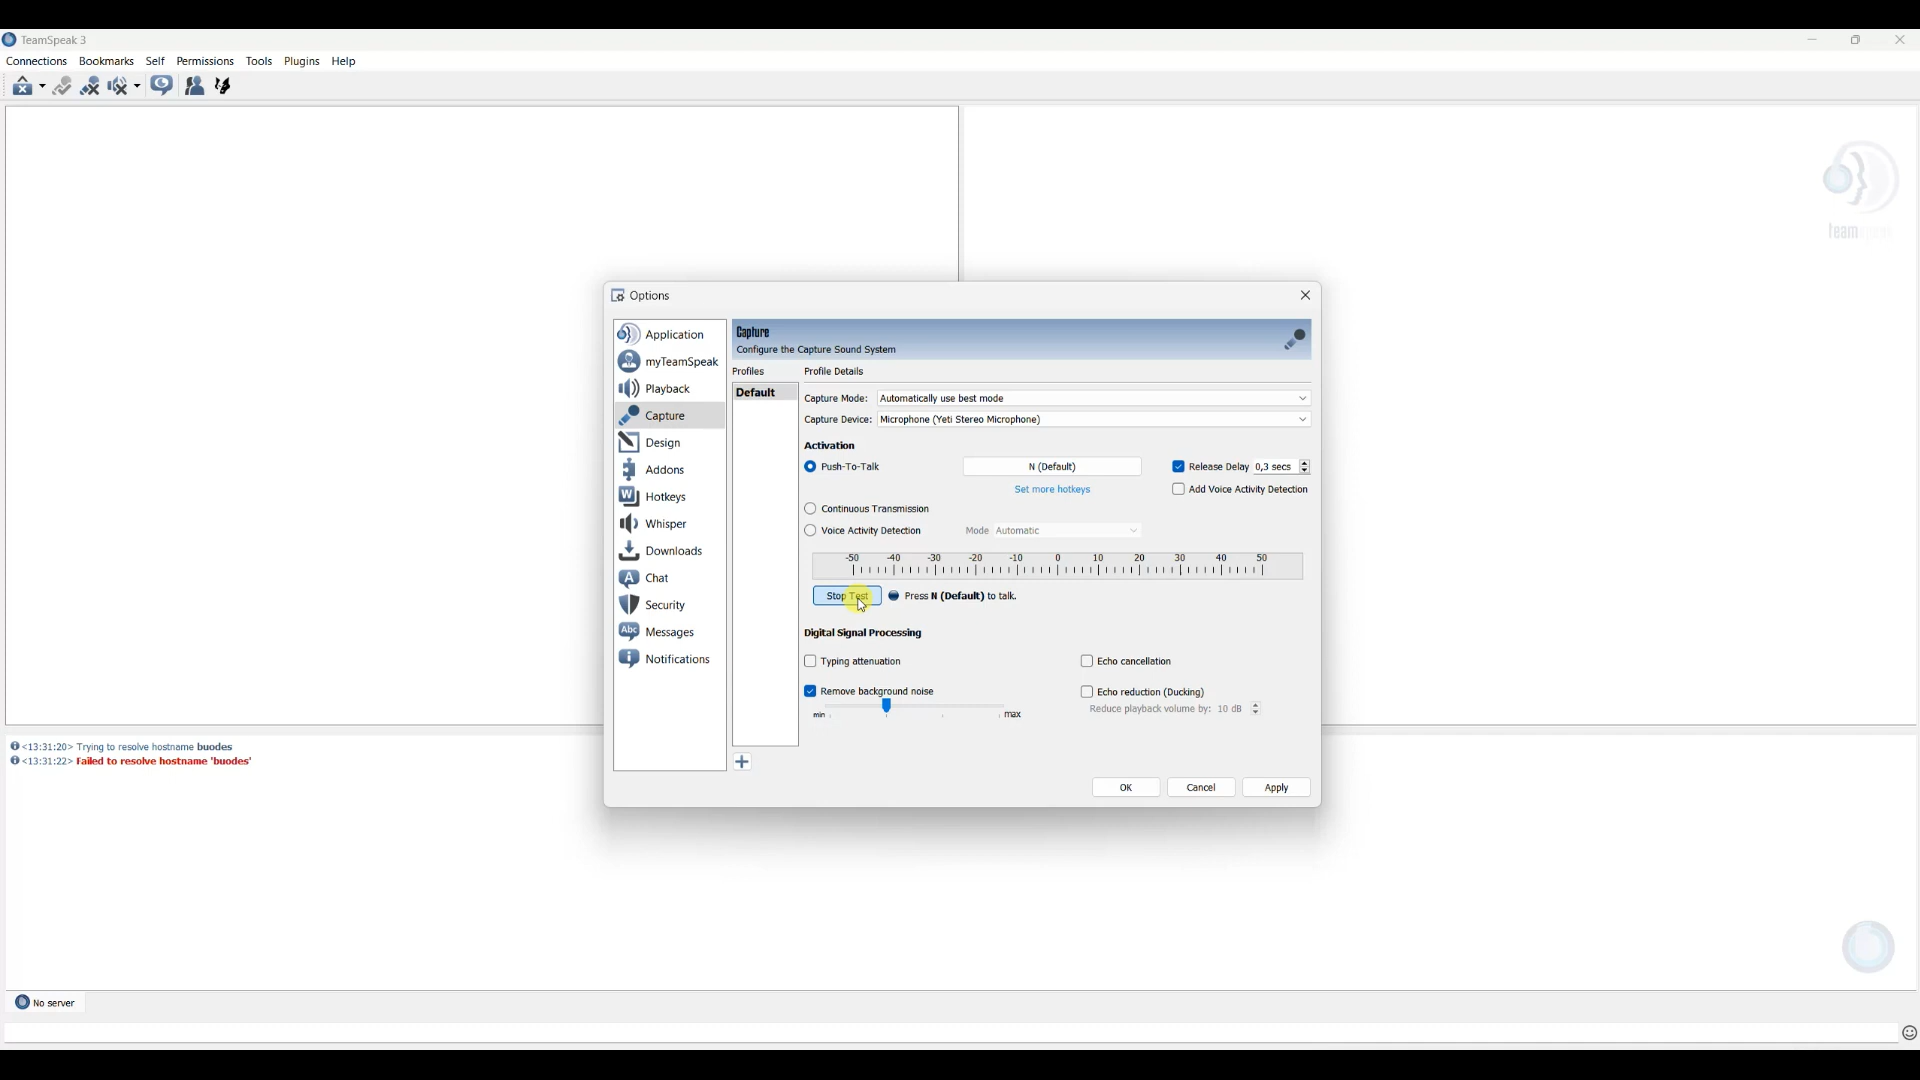 TeamSpeak 3
Connections Bookmarks Self Permissions Tools Plugins Help
team
Options
Application
myTeamSpeak
Playback
Capture
Design
Addons
Hotkeys
Whisper
Downloads
Chat
Security
Messages
Notifications
Capture
Configure the Capture Sound System
Profiles
Default
Profile Details
Capture Mode: Automatically use best mode
Capture Device: Microphone (Yeti Stereo Microphone)
Activation
Push-To-Talk N (Default) Release Delay 0,3 secs
Set more hotkeys Add Voice Activity Detection
Continuous Transmission
Voice Activity Detection Mode Automatic
-50 -40 -30 -20 -10 0 10 20 30 40 50
Stop Test Press N (Default) to talk.
Digital Signal Processing
Typing attenuation Echo cancellation
Remove background noise Echo reduction (Ducking)
min max Reduce playback volume by: 10 dB
OK Cancel Apply
<13:31:20> Trying to resolve hostname buodes
<13:31:22> Failed to resolve hostname 'buodes'
No server